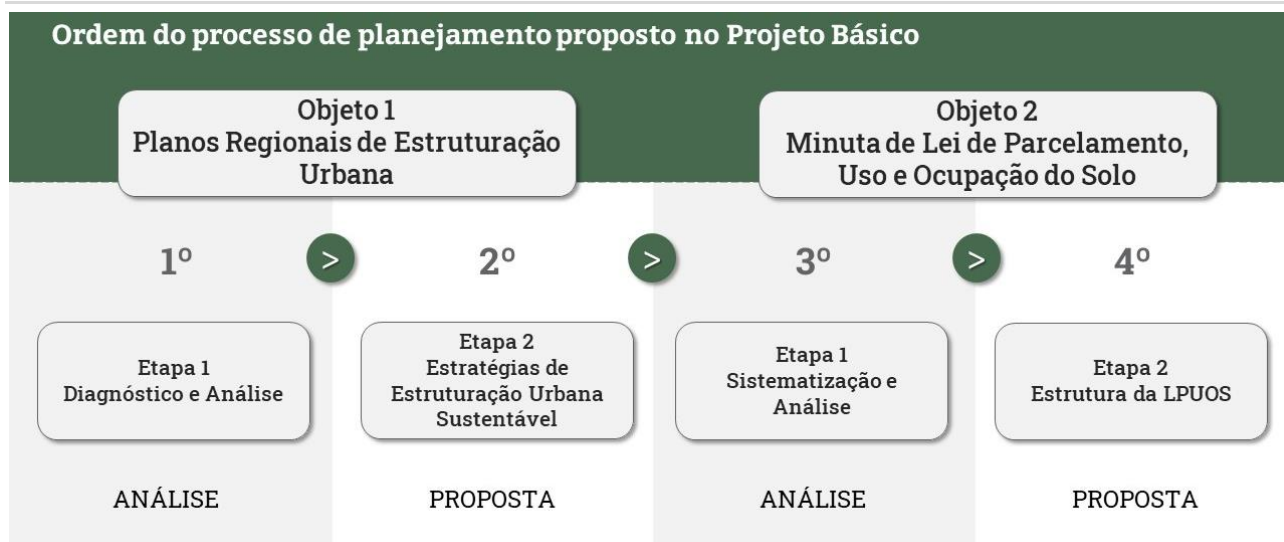 Ordem do processo de planejamento proposto no Projeto Básico
Objeto 1
Planos Regionais de Estruturação
Urbana
Objeto 2
Minuta de Lei de Parcelamento,
Uso e Ocupação do Solo
1º
>
2º
>
3º
>
4º
Etapa 1
Diagnóstico e Análise
Etapa 2
Estratégias de
Estruturação Urbana
Sustentável
Etapa 1
Sistematização e
Análise
Etapa 2
Estrutura da LPUOS
ANÁLISE
PROPOSTA
ANÁLISE
PROPOSTA